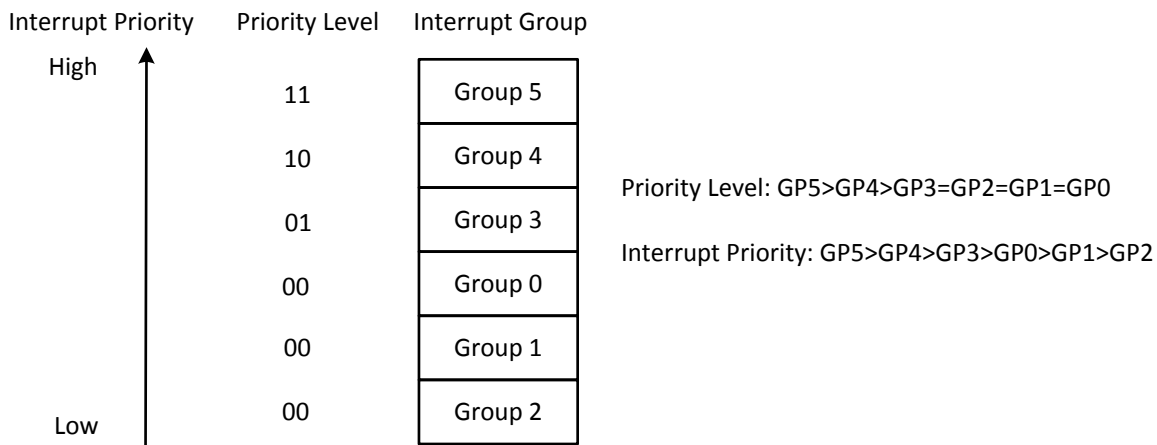 Interrupt Priority Priority Level Interrupt Group
High
11 Group 5
10 Group 4
Priority Level: GP5>GP4>GP3=GP2=GP1=GP0
01 Group 3
Interrupt Priority: GP5>GP4>GP3>GP0>GP1>GP2
00 Group 0
00 Group 1
00 Group 2
Low